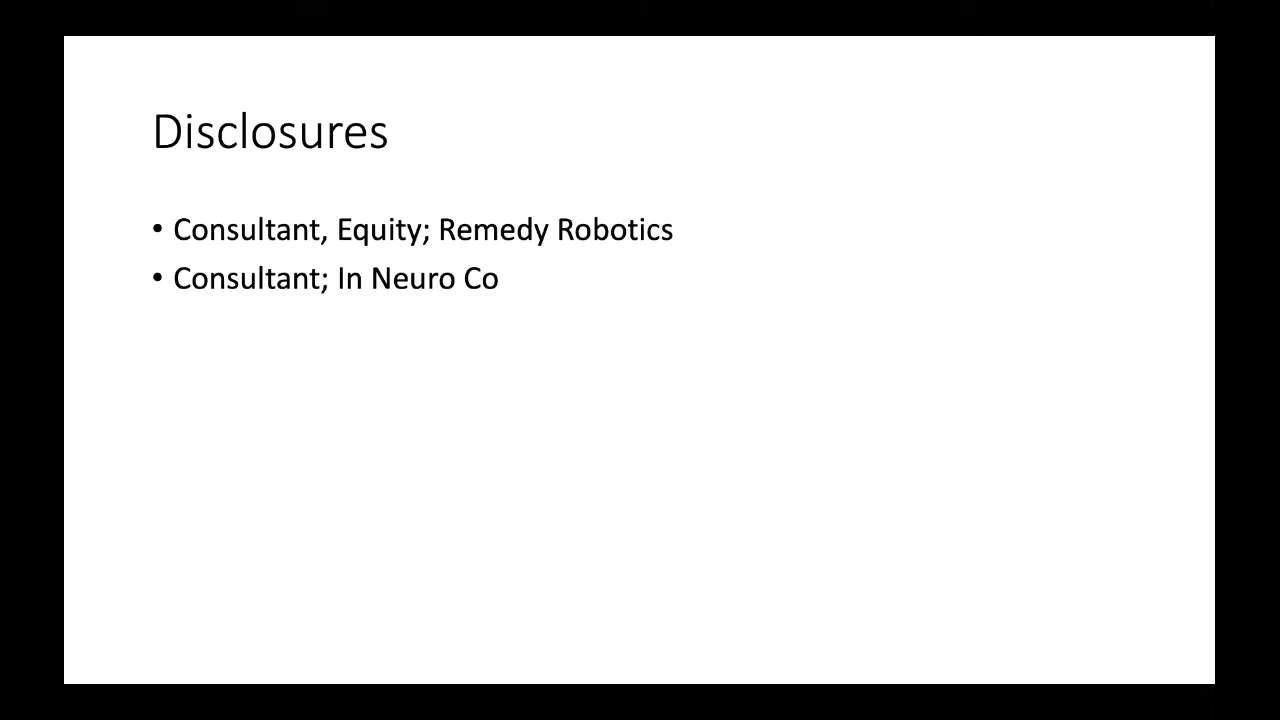 Disclosures
• Consultant, Equity; Remedy Robotics
• Consultant; In Neuro Co